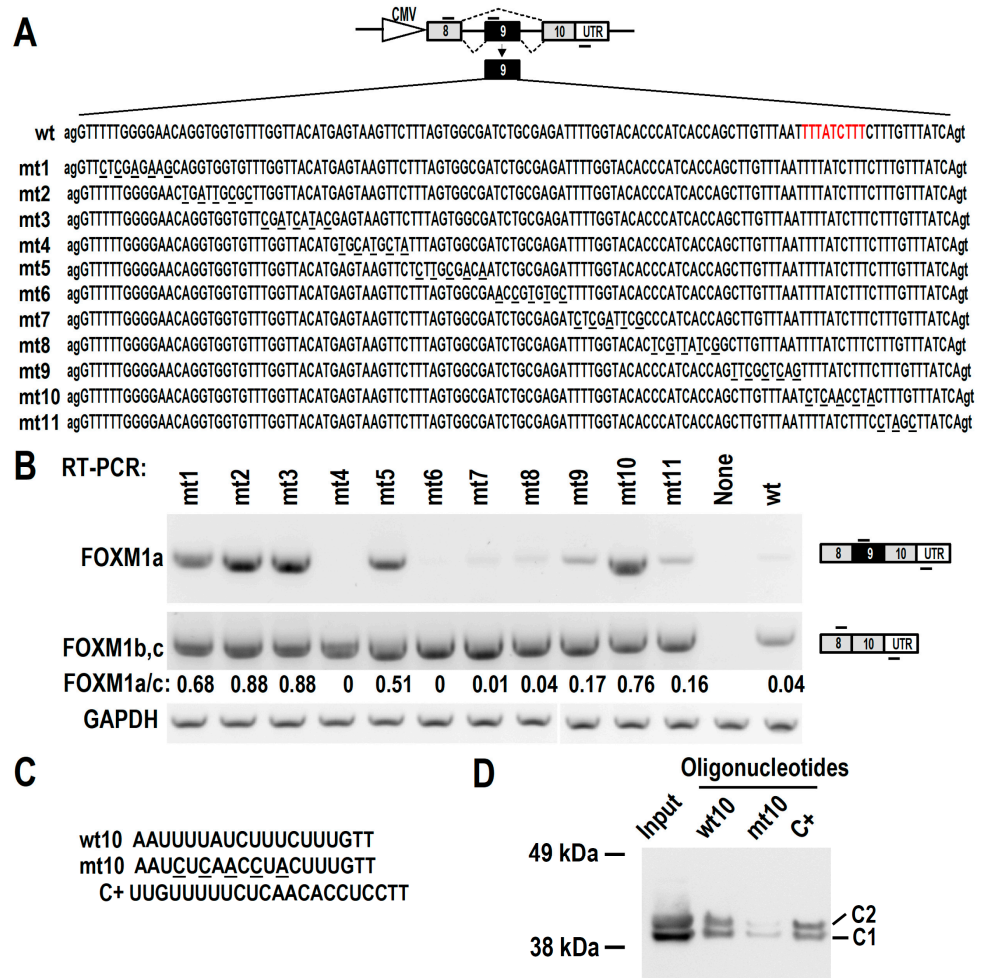 A
CMV
8 9 10 UTR
9
wt agGTTTTTGGGGAACAGGTGGTGTTTGGTTACATGAGTAAGTTCTTTAGTGGCGATCTGCGAGATTTTGGTACACCCATCACCAGCTTGTTTAATTTTATCTTTCTTTGTTTATCAgt
mt1 agGTTCTCGAGAAGCAGGTGGTGTTTGGTTACATGAGTAAGTTCTTTAGTGGCGATCTGCGAGATTTTGGTACACCCATCACCAGCTTGTTTAATTTTATCTTTCTTTGTTTATCAgt
mt2 agGTTTTTGGGGAACTGATTGCGCTTGGTTACATGAGTAAGTTCTTTAGTGGCGATCTGCGAGATTTTGGTACACCCATCACCAGCTTGTTTAATTTTATCTTTCTTTGTTTATCAgt
mt3 agGTTTTTGGGGAACAGGTGGTGTTCGATCATACGAGTAAGTTCTTTAGTGGCGATCTGCGAGATTTTGGTACACCCATCACCAGCTTGTTTAATTTTATCTTTCTTTGTTTATCAgt
mt4 agGTTTTTGGGGAACAGGTGGTGTTTGGTTACATGTGCATGCTATTTAGTGGCGATCTGCGAGATTTTGGTACACCCATCACCAGCTTGTTTAATTTTATCTTTCTTTGTTTATCAgt
mt5 agGTTTTTGGGGAACAGGTGGTGTTTGGTTACATGAGTAAGTTCTCTTGCGACAATCTGCGAGATTTTGGTACACCCATCACCAGCTTGTTTAATTTTATCTTTCTTTGTTTATCAgt
mt6 agGTTTTTGGGGAACAGGTGGTGTTTGGTTACATGAGTAAGTTCTTTAGTGGCGAACCGTGTGCTTTTGGTACACCCATCACCAGCTTGTTTAATTTTATCTTTCTTTGTTTATCAgt
mt7 agGTTTTTGGGGAACAGGTGGTGTTTGGTTACATGAGTAAGTTCTTTAGTGGCGATCTGCGAGATCTCGATTCGCCCATCACCAGCTTGTTTAATTTTATCTTTCTTTGTTTATCAgt
mt8 agGTTTTTGGGGAACAGGTGGTGTTTGGTTACATGAGTAAGTTCTTTAGTGGCGATCTGCGAGATTTTGGTACACTCGTTATCGGCTTGTTTAATTTTATCTTTCTTTGTTTATCAgt
mt9 agGTTTTTGGGGAACAGGTGGTGTTTGGTTACATGAGTAAGTTCTTTAGTGGCGATCTGCGAGATTTTGGTACACCCATCACCAGTTCGCTCAGTTTTATCTTTCTTTGTTTATCAgt
mt10 agGTTTTTGGGGAACAGGTGGTGTTTGGTTACATGAGTAAGTTCTTTAGTGGCGATCTGCGAGATTTTGGTACACCCATCACCAGCTTGTTTAATCTCAACCTACTTTGTTTATCAgt
mt11 agGTTTTTGGGGAACAGGTGGTGTTTGGTTACATGAGTAAGTTCTTTAGTGGCGATCTGCGAGATTTTGGTACACCCATCACCAGCTTGTTTAATTTTATCTTTCCTAGCTTATCAgt
B RT-PCR: mt1 mt2 mt3 mt4 mt5 mt6 mt7 mt8 mt9 mt10 mt11 None wt
FOXM1a 8 9 10 UTR
FOXM1b,c 8 10 UTR
FOXM1a/c: 0.68 0.88 0.88 0 0.51 0 0.01 0.04 0.17 0.76 0.16 0.04
GAPDH
C
wt10 AAUUUUAUCUUUCUUUGTT
mt10 AAUCUCAACCUACUUUGTT
C+ UUGUUUUUCUCAACACCUCCTT
D
Oligonucleotides
Input wt10 mt10 C+
49 kDa
C2
C1
38 kDa